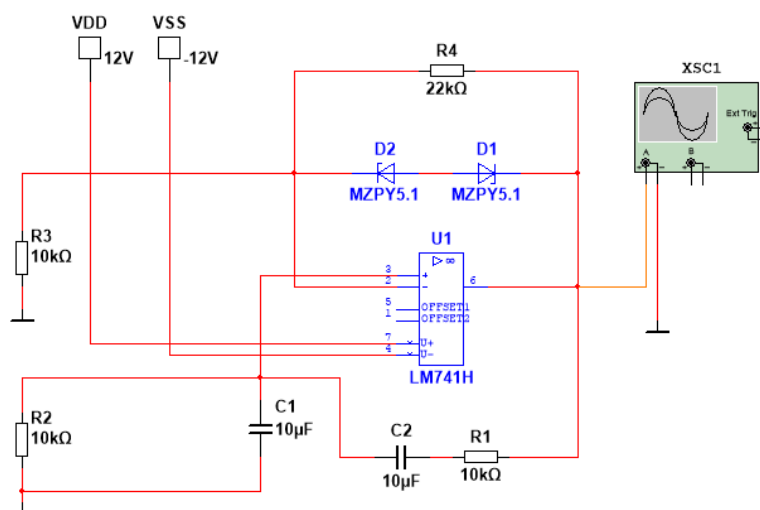 VDD
VSS
12V
-12V
R4
22kΩ
XSC1
Ext Trig
+
-
A
B
+ - + -
D2
D1
MZPY5.1
MZPY5.1
R3
10kΩ
U1
▷∞
3
+
2
-
6
5
OFFSET1
1
OFFSET2
7
U+
4
U-
LM741H
R2
10kΩ
C1
10µF
C2
R1
10µF
10kΩ